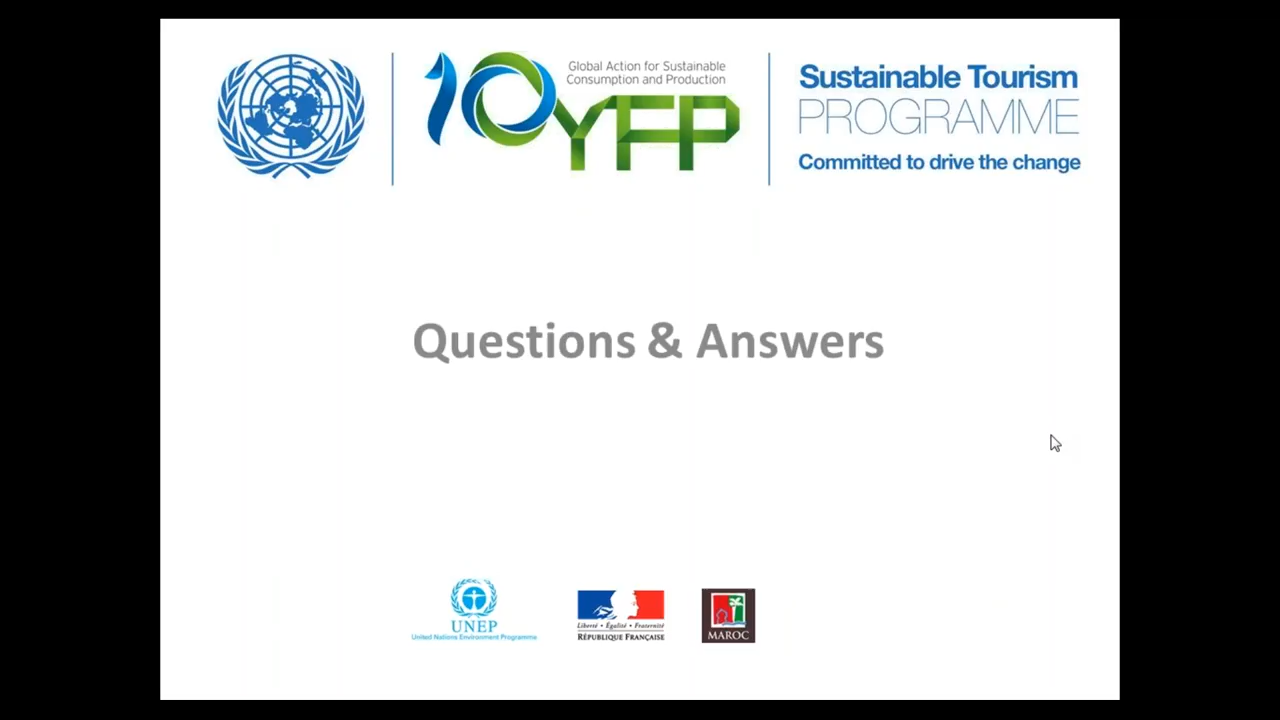 Global Action for Sustainable
Consumption and Production
10YFP
Sustainable Tourism
PROGRAMME
Committed to drive the change
Questions & Answers
UNEP
United Nations Environment Programme
Liberté • Égalité • Fraternité
RÉPUBLIQUE FRANÇAISE
MAROC